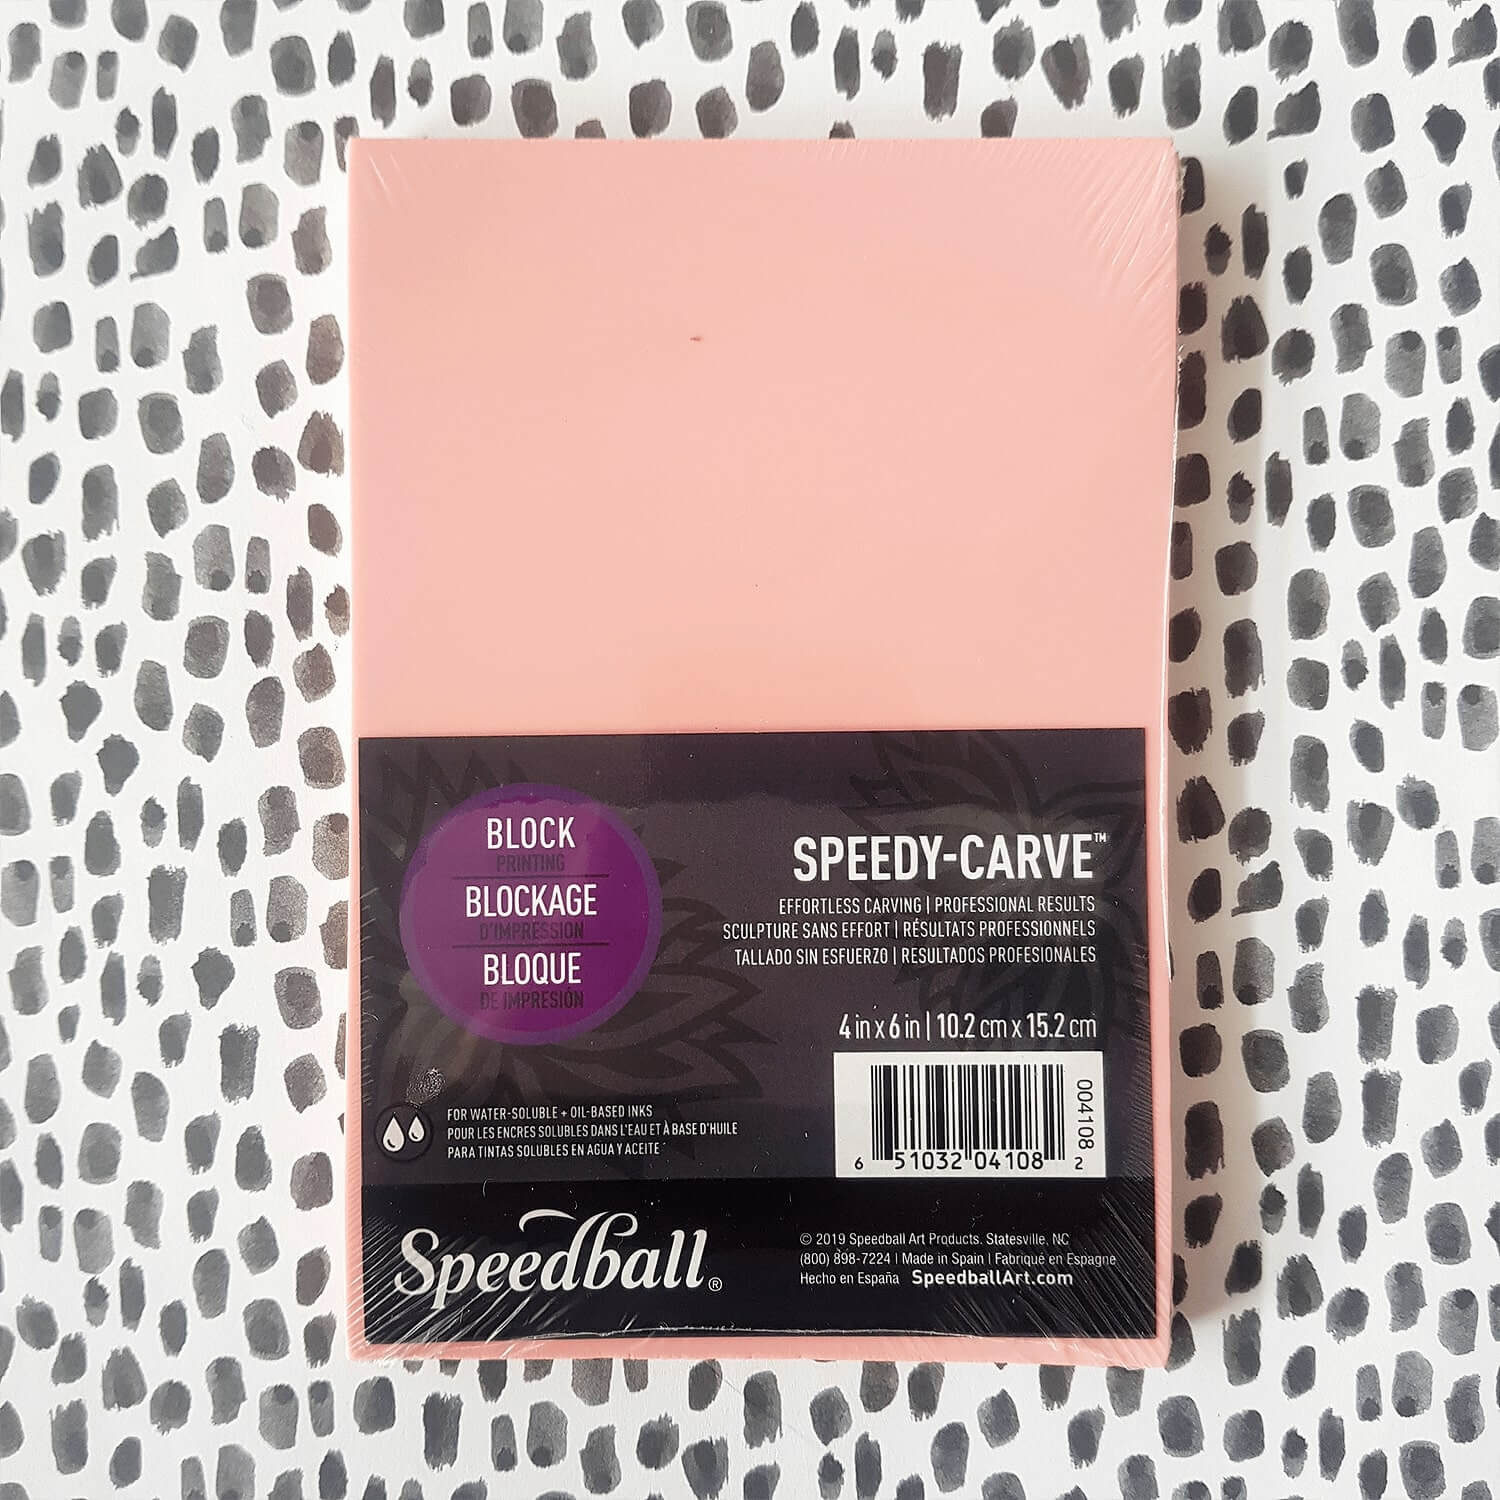 BLOCK
PRINTING
BLOCKAGE
D'IMPRESSION
BLOQUE
DE IMPRESIÓN
SPEEDY-CARVE™
EFFORTLESS CARVING | PROFESSIONAL RESULTS
SCULPTURE SANS EFFORT | RÉSULTATS PROFESSIONNELS
TALLADO SIN ESFUERZO | RESULTADOS PROFESIONALES
4 in x 6 in | 10.2 cm x 15.2 cm
FOR WATER-SOLUBLE + OIL-BASED INKS
POUR LES ENCRES SOLUBLES DANS L'EAU ET À BASE D'HUILE
PARA TINTAS SOLUBLES EN AGUA Y ACEITE
004108
6 51032 04108 2
Speedball®
© 2019 Speedball Art Products. Statesville, NC
(800) 898-7224 | Made in Spain | Fabriqué en Espagne
Hecho en España SpeedballArt.com